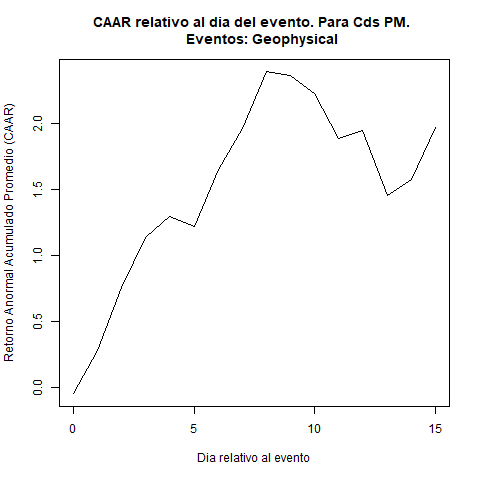 CAAR relativo al dia del evento. Para Cds PM.
Eventos: Geophysical
Retorno Anormal Acumulado Promedio (CAAR)
2.0
1.5
1.0
0.5
0.0
0 5 10 15
Dia relativo al evento